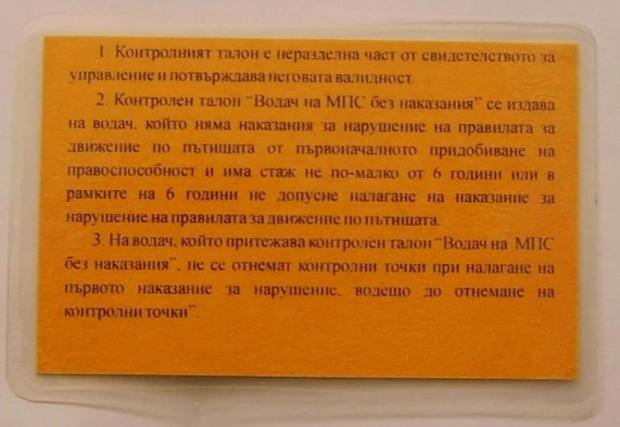 1. Контролният талон е неразделна част от свидетелството за
управление и потвърждава неговата валидност
2. Контролен талон “Водач на МПС без наказания” се издава
на водач, който няма наказания за нарушение на правилата за
движение по пътищата от първоначалното придобиване на
правоспособност и има стаж не по-малко от 6 години или в
рамките на 6 години не допусне налагане на наказание за
нарушение на правилата за движение по пътищата.
3. На водач, който притежава контролен талон “Водач на МПС
без наказания”, не се отнемат контролни точки при налагане на
първото наказание за нарушение, водещо до отнемане на
контролни точки”.